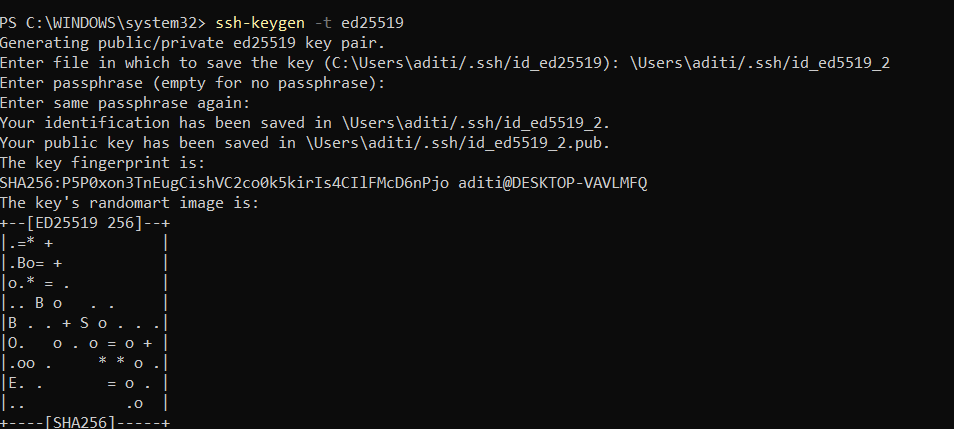 PS C:\WINDOWS\system32> ssh-keygen -t ed25519
Generating public/private ed25519 key pair.
Enter file in which to save the key (C:\Users\aditi/.ssh/id_ed25519): \Users\aditi/.ssh/id_ed5519_2
Enter passphrase (empty for no passphrase):
Enter same passphrase again:
Your identification has been saved in \Users\aditi/.ssh/id_ed5519_2.
Your public key has been saved in \Users\aditi/.ssh/id_ed5519_2.pub.
The key fingerprint is:
SHA256:P5P0xon3TnEugCishVC2co0k5kirIs4CIlFMcD6nPjo aditi@DESKTOP-VAVLMFQ
The key's randomart image is:
+--[ED25519 256]--+
|.=* +            |
|.Bo= +           |
|o.* = .          |
|.. B o   . .     |
|B . . + S o . . .|
|O.   o . o = o + |
|.oo .     * * o .|
|E. .       = o . |
|..           .o  |
+----[SHA256]-----+